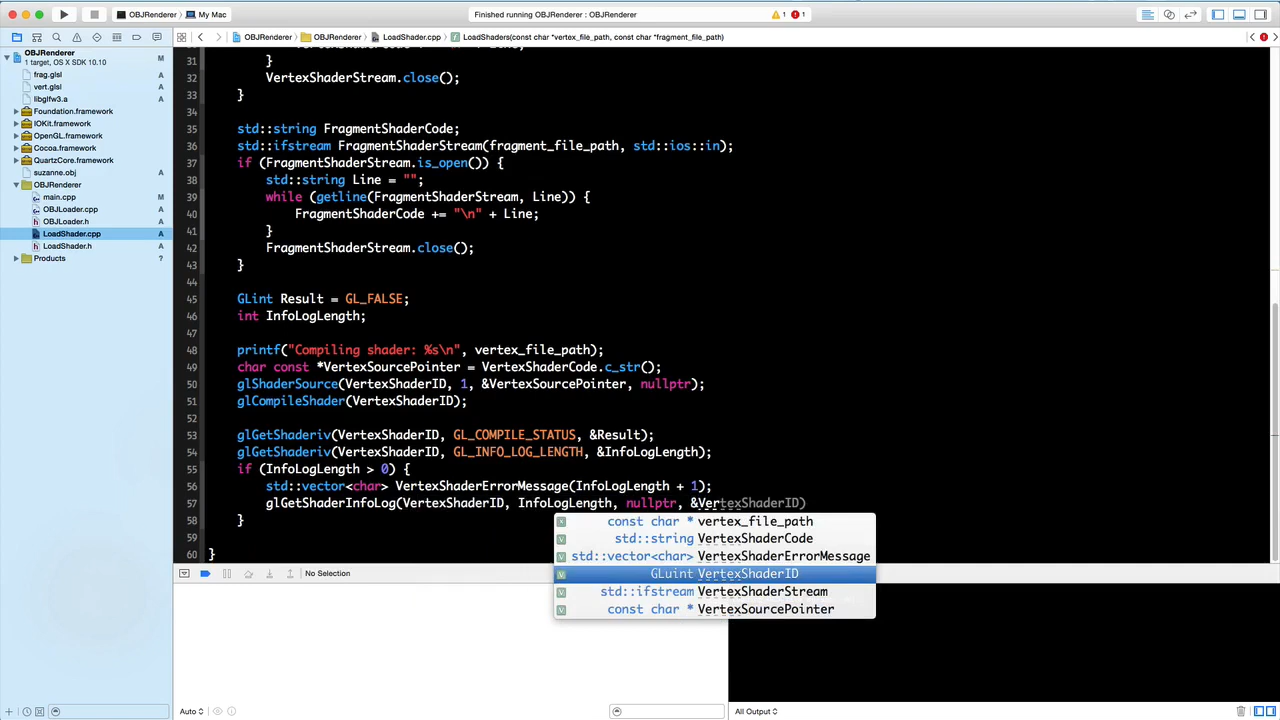 OBJRenderer
My Mac
Finished running OBJRenderer : OBJRenderer
1
1
OBJRenderer
OBJRenderer
LoadShader.cpp
LoadShaders(const char *vertex_file_path, const char *fragment_file_path)
OBJRenderer
M
1 target, OS X SDK 10.10
frag.glsl A
vert.glsl A
libglfw3.a A
Foundation.framework
IOKit.framework
OpenGL.framework
Cocoa.framework
QuartzCore.framework
suzanne.obj A
OBJRenderer
main.cpp M
OBJLoader.cpp A
OBJLoader.h A
LoadShader.cpp A
LoadShader.h A
Products ?
31 }
32 VertexShaderStream.close();
33 }
34
35 std::string FragmentShaderCode;
36 std::ifstream FragmentShaderStream(fragment_file_path, std::ios::in);
37 if (FragmentShaderStream.is_open()) {
38 std::string Line = "";
39 while (getline(FragmentShaderStream, Line)) {
40 FragmentShaderCode += "\n" + Line;
41 }
42 FragmentShaderStream.close();
43 }
44
45 GLint Result = GL_FALSE;
46 int InfoLogLength;
47
48 printf("Compiling shader: %s\n", vertex_file_path);
49 char const *VertexSourcePointer = VertexShaderCode.c_str();
50 glShaderSource(VertexShaderID, 1, &VertexSourcePointer, nullptr);
51 glCompileShader(VertexShaderID);
52
53 glGetShaderiv(VertexShaderID, GL_COMPILE_STATUS, &Result);
54 glGetShaderiv(VertexShaderID, GL_INFO_LOG_LENGTH, &InfoLogLength);
55 if (InfoLogLength > 0) {
56 std::vector<char> VertexShaderErrorMessage(InfoLogLength + 1);
57 glGetShaderInfoLog(VertexShaderID, InfoLogLength, nullptr, &VertexShaderID)
58 }
59
60 }
const char * vertex_file_path
std::string VertexShaderCode
std::vector<char> VertexShaderErrorMessage
GLuint VertexShaderID
std::ifstream VertexShaderStream
const char * VertexSourcePointer
No Selection
Auto
All Output